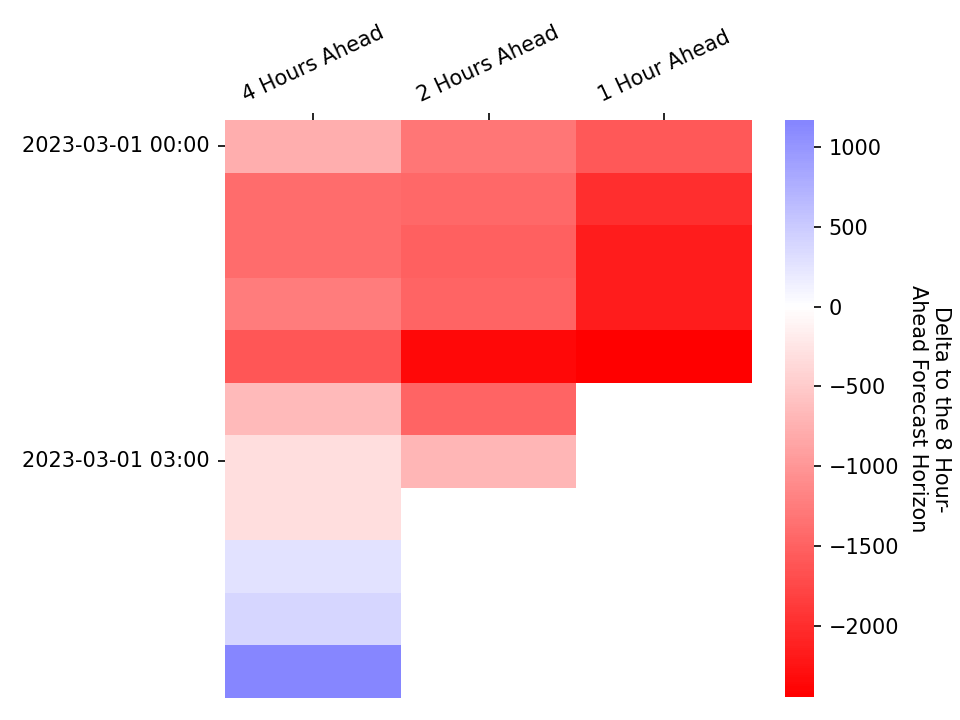 4 Hours Ahead
2 Hours Ahead
1 Hour Ahead
2023-03-01 00:00
2023-03-01 03:00
1000
500
0
−500
−1000
−1500
−2000
Delta to the 8 Hour-
Ahead Forecast Horizon